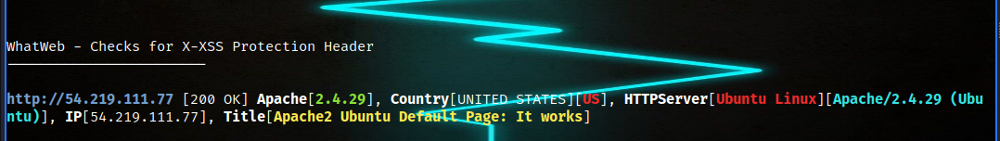 WhatWeb - Checks for X-XSS Protection Header
http://54.219.111.77 [200 OK] Apache[2.4.29], Country[UNITED STATES][US], HTTPServer[Ubuntu Linux][Apache/2.4.29 (Ubu
ntu)], IP[54.219.111.77], Title[Apache2 Ubuntu Default Page: It works]